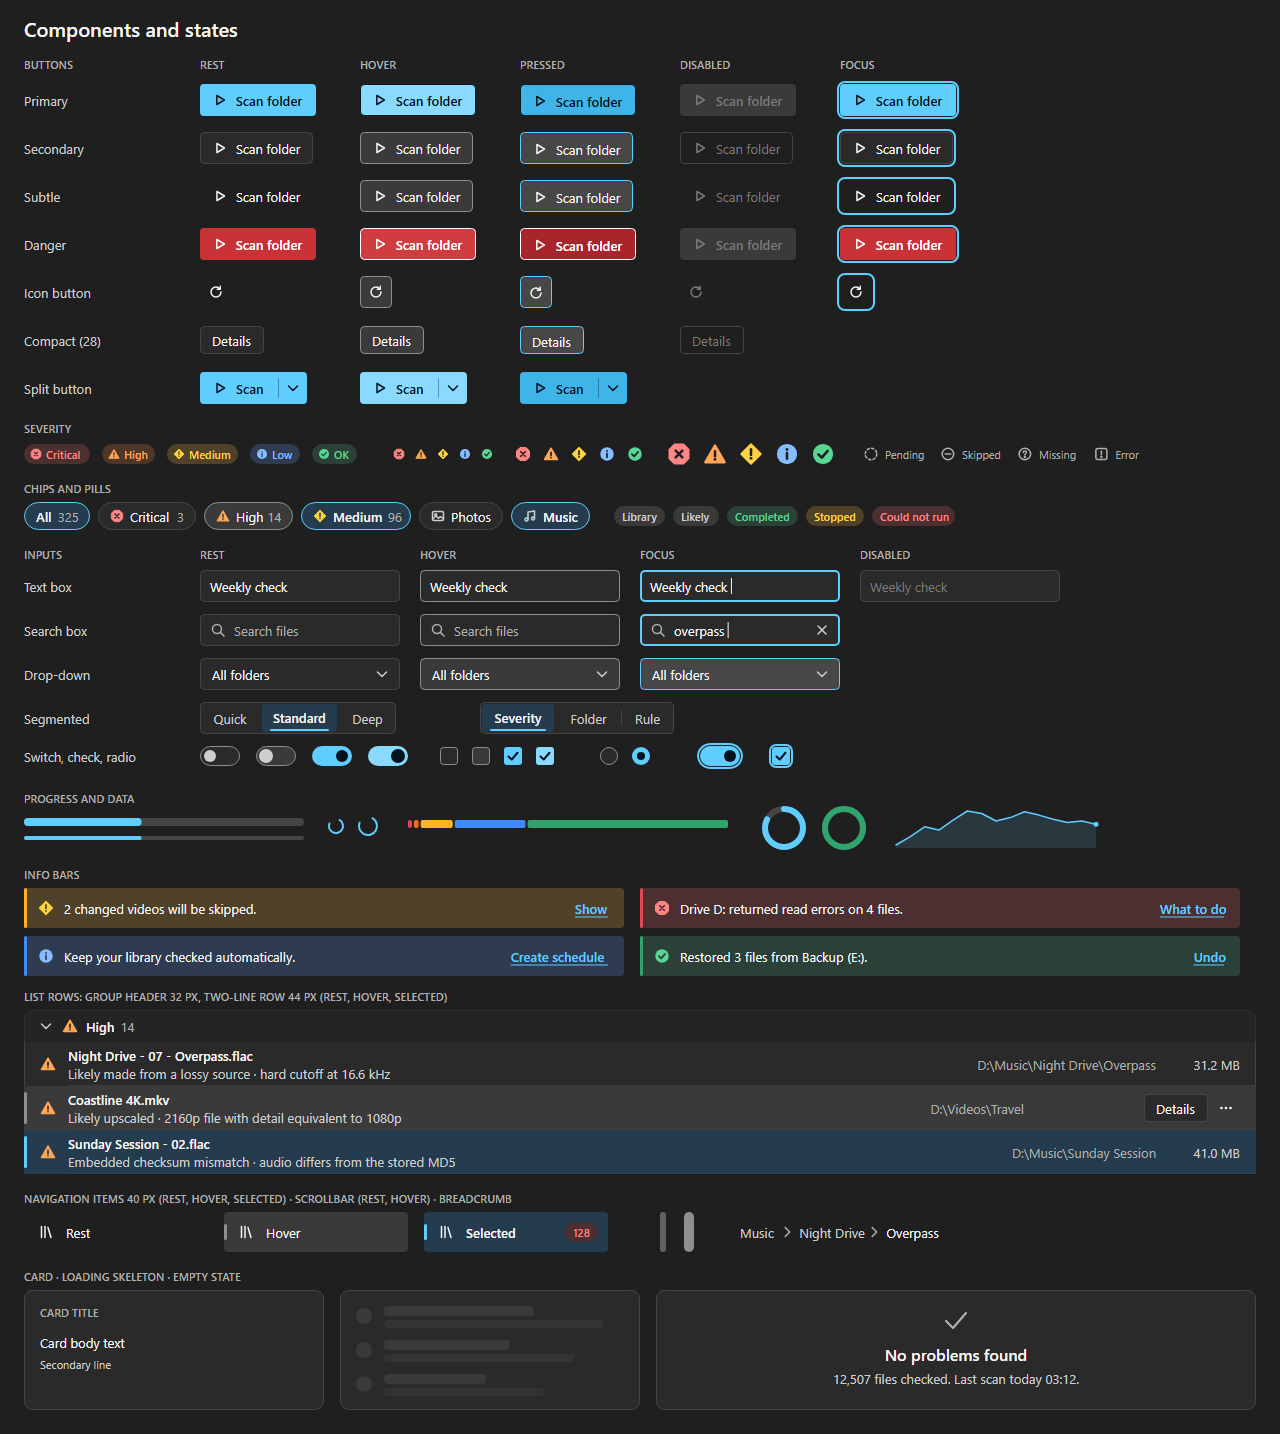 Components and states
BUTTONS REST HOVER PRESSED DISABLED FOCUS
Primary Scan folder Scan folder Scan folder Scan folder Scan folder
Secondary Scan folder Scan folder Scan folder Scan folder Scan folder
Subtle Scan folder Scan folder Scan folder Scan folder Scan folder
Danger Scan folder Scan folder Scan folder Scan folder Scan folder
Icon button
Compact (28) Details Details Details Details
Split button Scan Scan Scan
SEVERITY
Critical High Medium Low OK Pending Skipped Missing Error
CHIPS AND PILLS
All 325 Critical 3 High 14 Medium 96 Photos Music Library Likely Completed Stopped Could not run
INPUTS REST HOVER FOCUS DISABLED
Text box Weekly check Weekly check Weekly check Weekly check
Search box Search files Search files overpass
Drop-down All folders All folders All folders
Segmented Quick Standard Deep Severity Folder Rule
Switch, check, radio
PROGRESS AND DATA
INFO BARS
2 changed videos will be skipped. Show Drive D: returned read errors on 4 files. What to do
Keep your library checked automatically. Create schedule Restored 3 files from Backup (E:). Undo
LIST ROWS: GROUP HEADER 32 PX, TWO-LINE ROW 44 PX (REST, HOVER, SELECTED)
High 14
Night Drive - 07 - Overpass.flac
Likely made from a lossy source · hard cutoff at 16.6 kHz D:\Music\Night Drive\Overpass 31.2 MB
Coastline 4K.mkv
Likely upscaled · 2160p file with detail equivalent to 1080p D:\Videos\Travel Details
Sunday Session - 02.flac
Embedded checksum mismatch · audio differs from the stored MD5 D:\Music\Sunday Session 41.0 MB
NAVIGATION ITEMS 40 PX (REST, HOVER, SELECTED) · SCROLLBAR (REST, HOVER) · BREADCRUMB
Rest Hover Selected 128 Music Night Drive Overpass
CARD · LOADING SKELETON · EMPTY STATE
CARD TITLE
Card body text
Secondary line
No problems found
12,507 files checked. Last scan today 03:12.